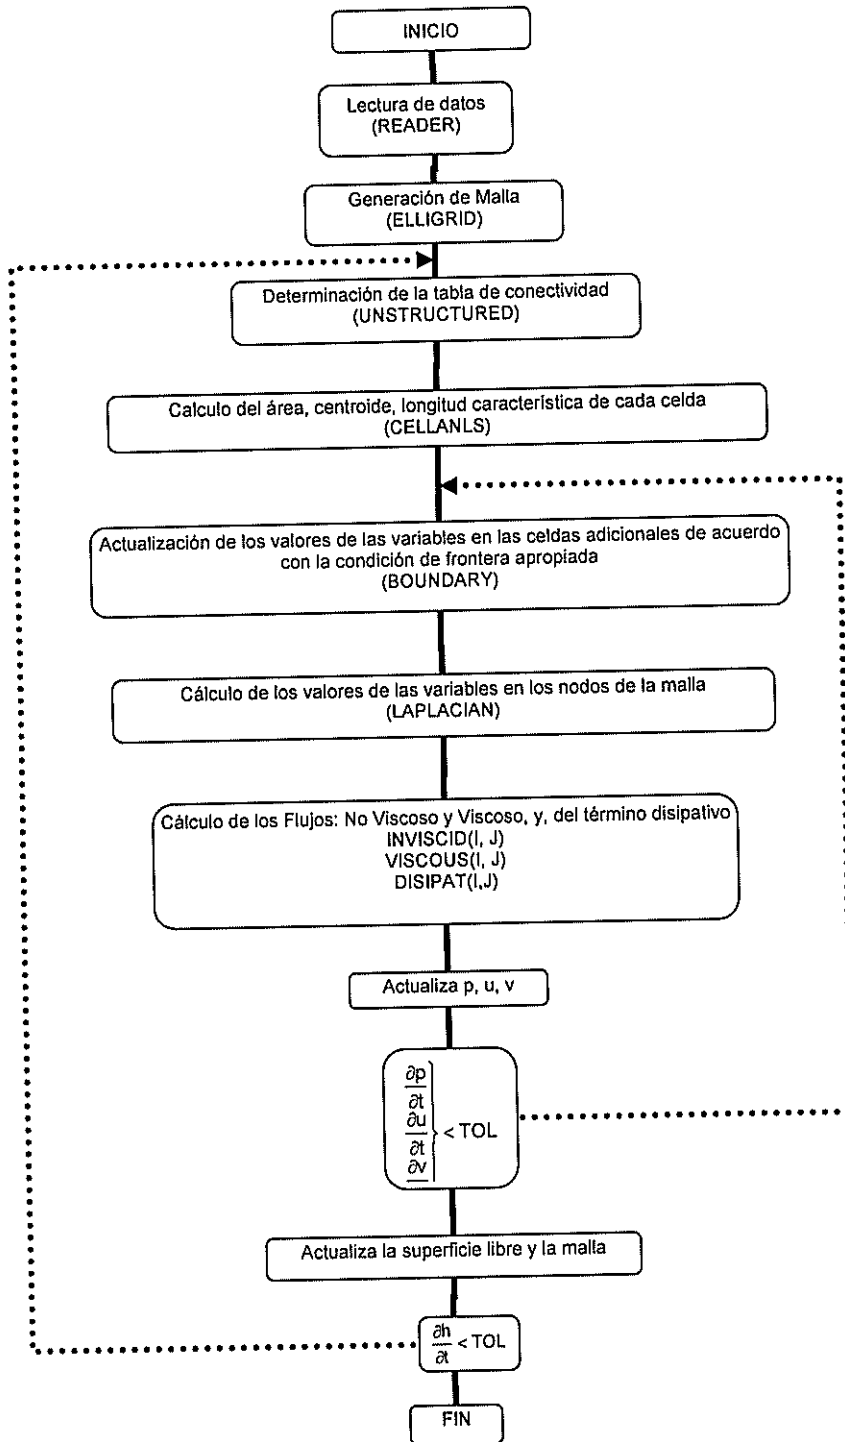 INICIO
Lectura de datos
(READER)
Generación de Malla
(ELLIGRID)
Determinación de la tabla de conectividad
(UNSTRUCTURED)
Calculo del área, centroide, longitud característica de cada celda
(CELLANLS)
Actualización de los valores de las variables en las celdas adicionales de acuerdo
con la condición de frontera apropiada
(BOUNDARY)
Cálculo de los valores de las variables en los nodos de la malla
(LAPLACIAN)
Cálculo de los Flujos: No Viscoso y Viscoso, y, del término disipativo
INVISCID(I, J)
VISCOUS(I, J)
DISIPAT(I,J)
Actualiza p, u, v
∂p
∂t
∂u
∂t
∂v
< TOL
Actualiza la superficie libre y la malla
∂h
∂t
< TOL
FIN